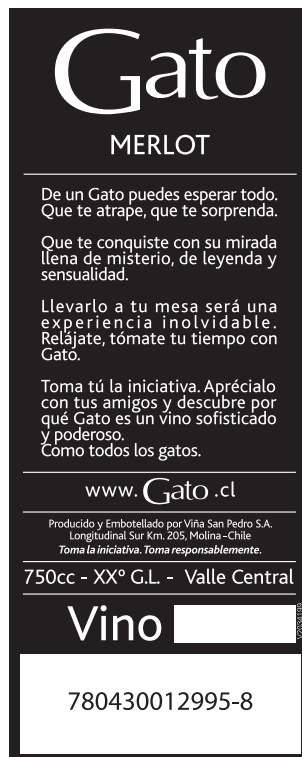 Gato
MERLOT
De un Gato puedes esperar todo.
Que te atrape, que te sorprenda.
Que te conquiste con su mirada
llena de misterio, de leyenda y
sensualidad.
Llevarlo a tu mesa será una
experiencia inolvidable.
Relájate, tómate tu tiempo con
Gato.
Toma tú la iniciativa. Aprécialo
con tus amigos y descubre por
qué Gato es un vino sofisticado
y poderoso.
Como todos los gatos.
www. Gato .cl
Producido y Embotellado por Viña San Pedro S.A.
Longitudinal Sur Km. 205, Molina -Chile
Toma la iniciativa. Toma responsablemente.
750cc - XXº G.L. - Valle Central
Vino
V20334199
780430012995-8